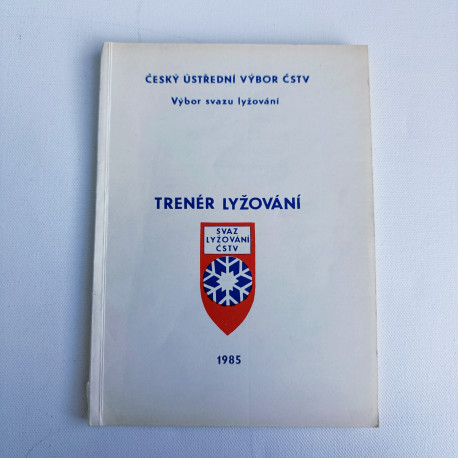 ČESKÝ ÚSTŘEDNÍ VÝBOR ČSTV
Výbor svazu lyžování
TRENÉR LYŽOVÁNÍ
SVAZ
LYŽOVÁNÍ
ČSTV
1985